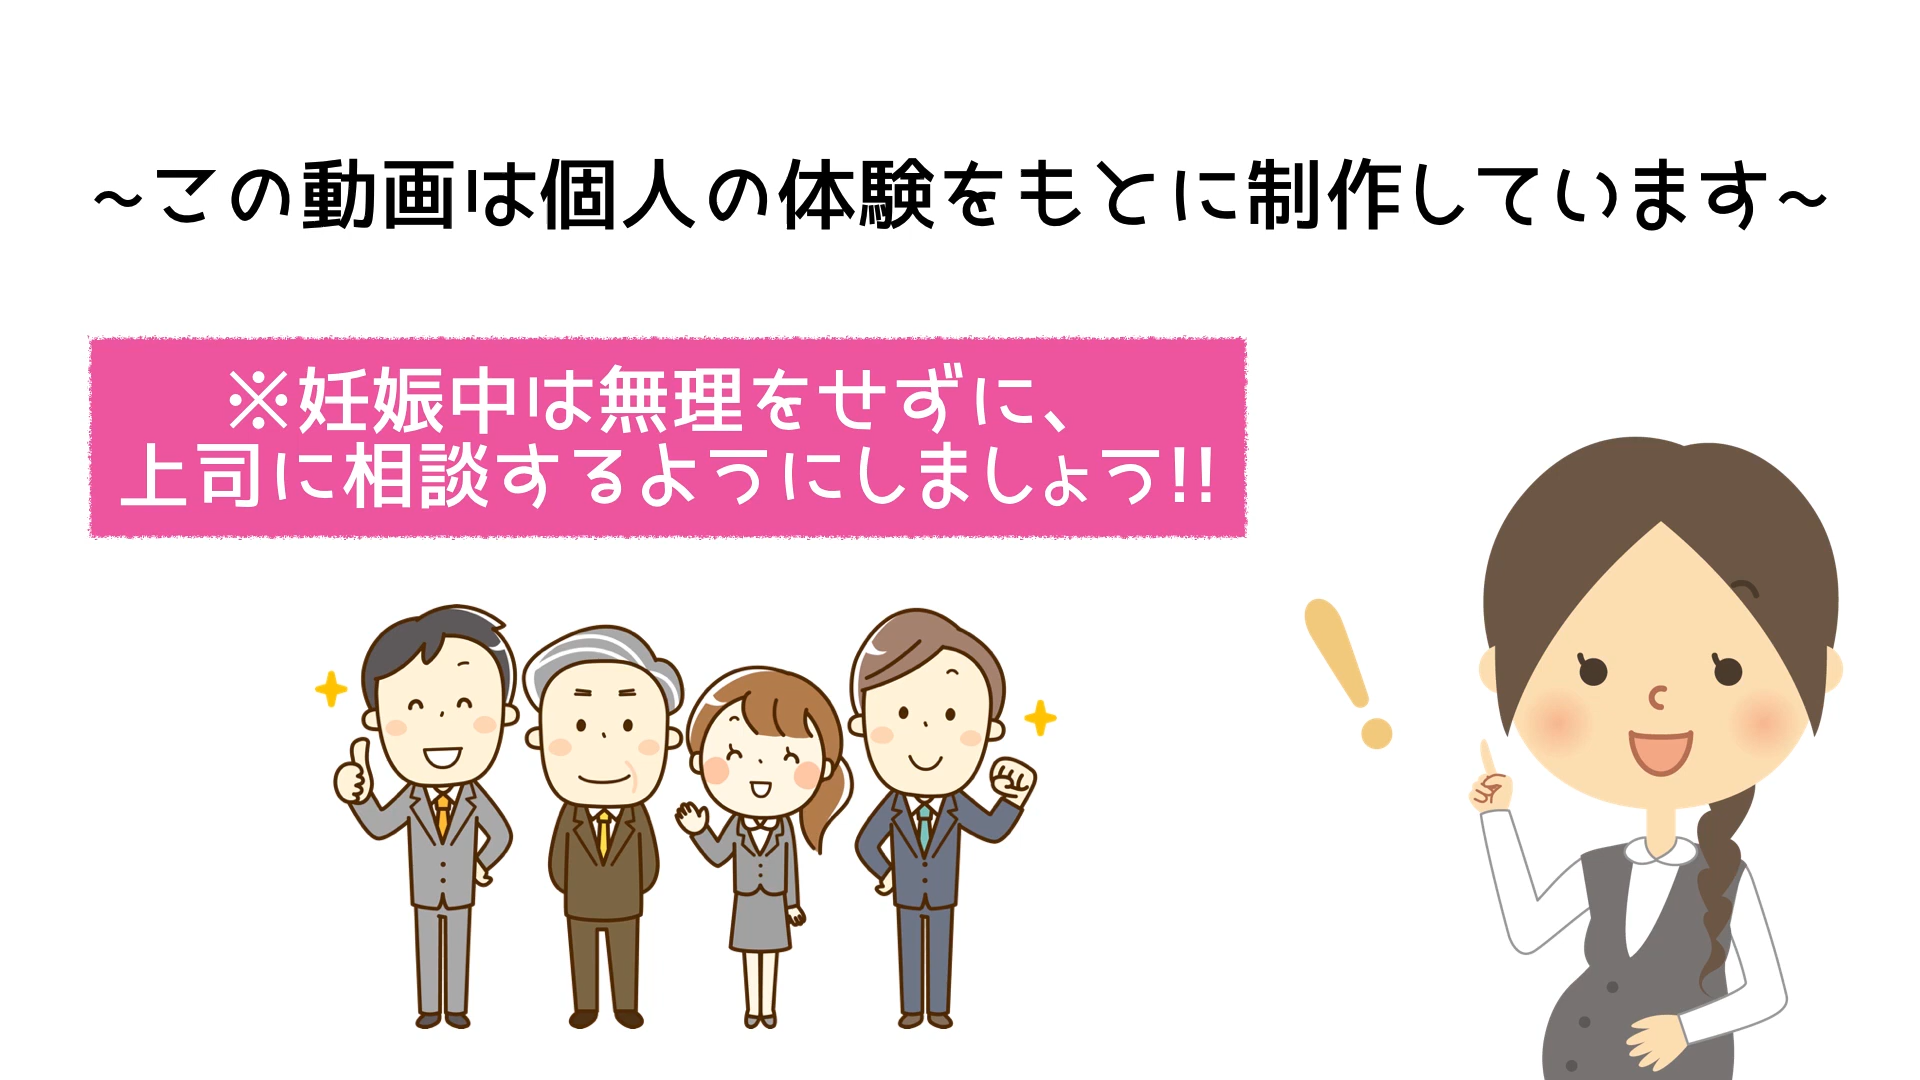 ~この動画は個人の体験をもとに制作しています~
※妊娠中は無理をせずに、
上司に相談するようにしましょう!!